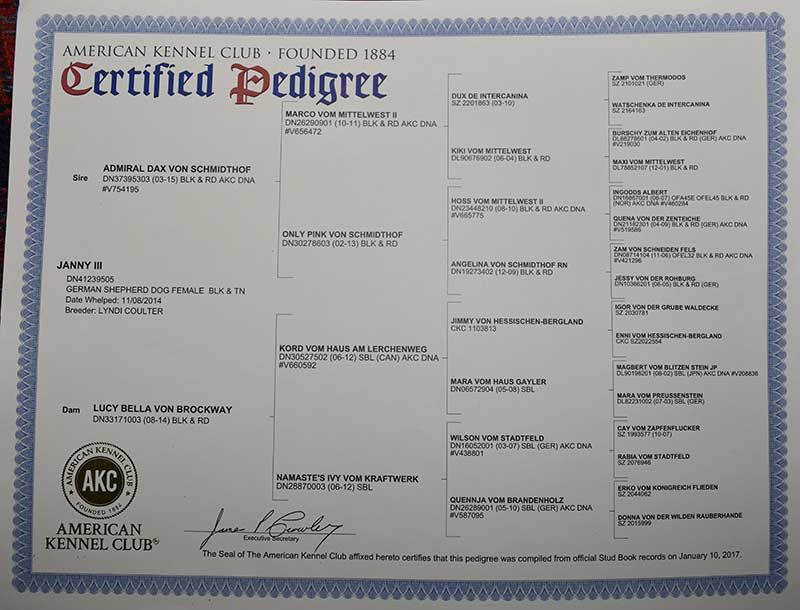 AMERICAN KENNEL CLUB · FOUNDED 1884
Certified Pedigree
Sire
ADMIRAL DAX VON SCHMIDTHOF
DN37395303 (03-15) BLK & RD AKC DNA
#V754195
JANNY III
DN41239505
GERMAN SHEPHERD DOG FEMALE BLK & TN
Date Whelped: 11/08/2014
Breeder: LYNDI COULTER
Dam
LUCY BELLA VON BROCKWAY
DN33171003 (08-14) BLK & RD
MARCO VOM MITTELWEST II
DN26290901 (10-11) BLK & RD AKC DNA
#V656472
ONLY PINK VON SCHMIDTHOF
DN30278603 (02-13) BLK & RD
KORD VOM HAUS AM LERCHENWEG
DN30527502 (06-12) SBL (CAN) AKC DNA
#V660592
NAMASTE'S IVY VOM KRAFTWERK
DN28870003 (06-12) SBL
DUX DE INTERCANINA
SZ 2201863 (03-10)
KIKI VOM MITTELWEST
DL90676902 (06-04) BLK & RD
HOSS VOM MITTELWEST II
DN23448210 (08-10) BLK & RD AKC DNA
#V665775
ANGELINA VON SCHMIDTHOF RN
DN19273402 (12-09) BLK & RD
JIMMY VON HESSISCHEN-BERGLAND
CKC 1103813
MARA VOM HAUS GAYLER
DN06572904 (05-08) SBL
WILSON VOM STADTFELD
DN16052001 (03-07) SBL (GER) AKC DNA
#V438801
QUENNJA VOM BRANDENHOLZ
DN26289001 (05-10) SBL (GER) AKC DNA
#V587095
ZAMP VOM THERMODOS
SZ 2101021 (GER)
WATSCHENKA DE INTERCANINA
SZ 2164163
BURSCHY ZUM ALTEN EICHENHOF
DL88278601 (04-02) BLK & RD (GER) AKC DNA
#V219030
MAXI VOM MITTELWEST
DL78852107 (12-01) BLK & RD
INGODDS ALBERT
DN16867001 (06-07) OFA45E OFEL45 BLK & RD
(NOR) AKC DNA #V460284
QUENA VON DER ZENTEICHE
DN21182301 (04-09) BLK & RD (GER) AKC DNA
#V519586
ZAM VON SCHNEIDEN FELS
DN08714104 (11-06) OFEL32 BLK & RD AKC DNA
#V421296
JESSY VON DER ROHBURG
DN10366201 (06-05) BLK & RD (GER)
IGOR VON DER GRUBE WALDECKE
SZ 2030781
ENNI VOM HESSISCHEN-BERGLAND
CKC SZ2022554
MAGBERT VOM BLITZEN STEIN JP
DL90198201 (08-02) SBL (JPN) AKC DNA #V208838
MARA VOM PREUSSENSTEIN
DL82231002 (07-03) SBL (GER)
CAY VOM ZAPFENFLUCKER
SZ 1993577 (10-07)
RABIA VOM STADTFELD
SZ 2076946
ERKO VOM KONIGREICH FLIEDEN
SZ 2044062
DONNA VON DER WILDEN RAUBERHANDE
SZ 2015999
AMERICAN KENNEL CLUB
AKC
FOUNDED 1884
AMERICAN
KENNEL CLUB®
Executive Secretary
The Seal of The American Kennel Club affixed hereto certifies that this pedigree was compiled from official Stud Book records on January 10, 2017.